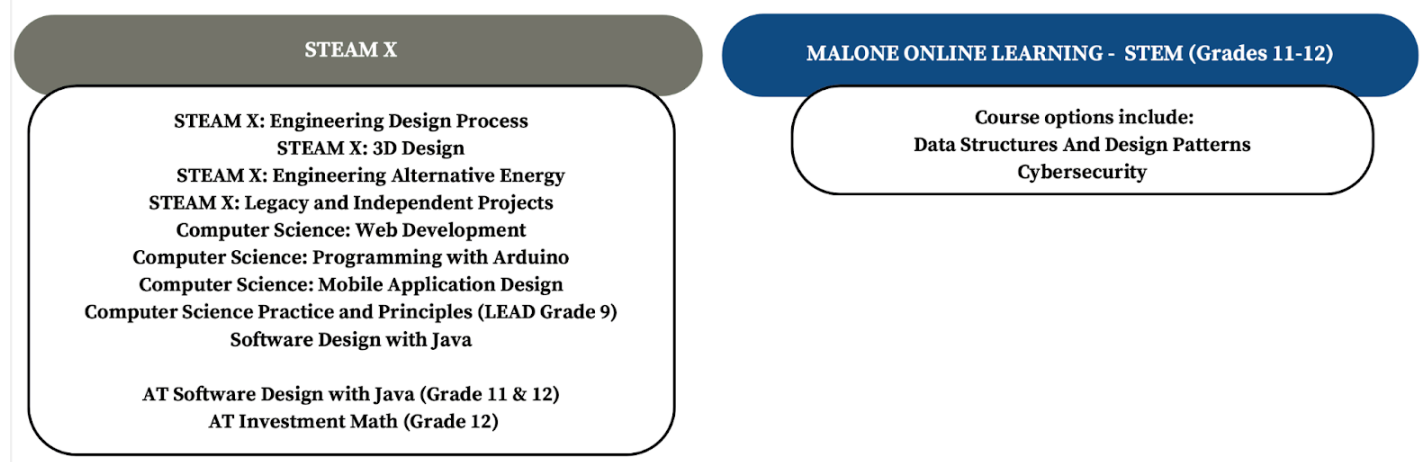 STEAM X
STEAM X: Engineering Design Process
STEAM X: 3D Design
STEAM X: Engineering Alternative Energy
STEAM X: Legacy and Independent Projects
Computer Science: Web Development
Computer Science: Programming with Arduino
Computer Science: Mobile Application Design
Computer Science Practice and Principles (LEAD Grade 9)
Software Design with Java
AT Software Design with Java (Grade 11 & 12)
AT Investment Math (Grade 12)
MALONE ONLINE LEARNING - STEM (Grades 11-12)
Course options include:
Data Structures And Design Patterns
Cybersecurity